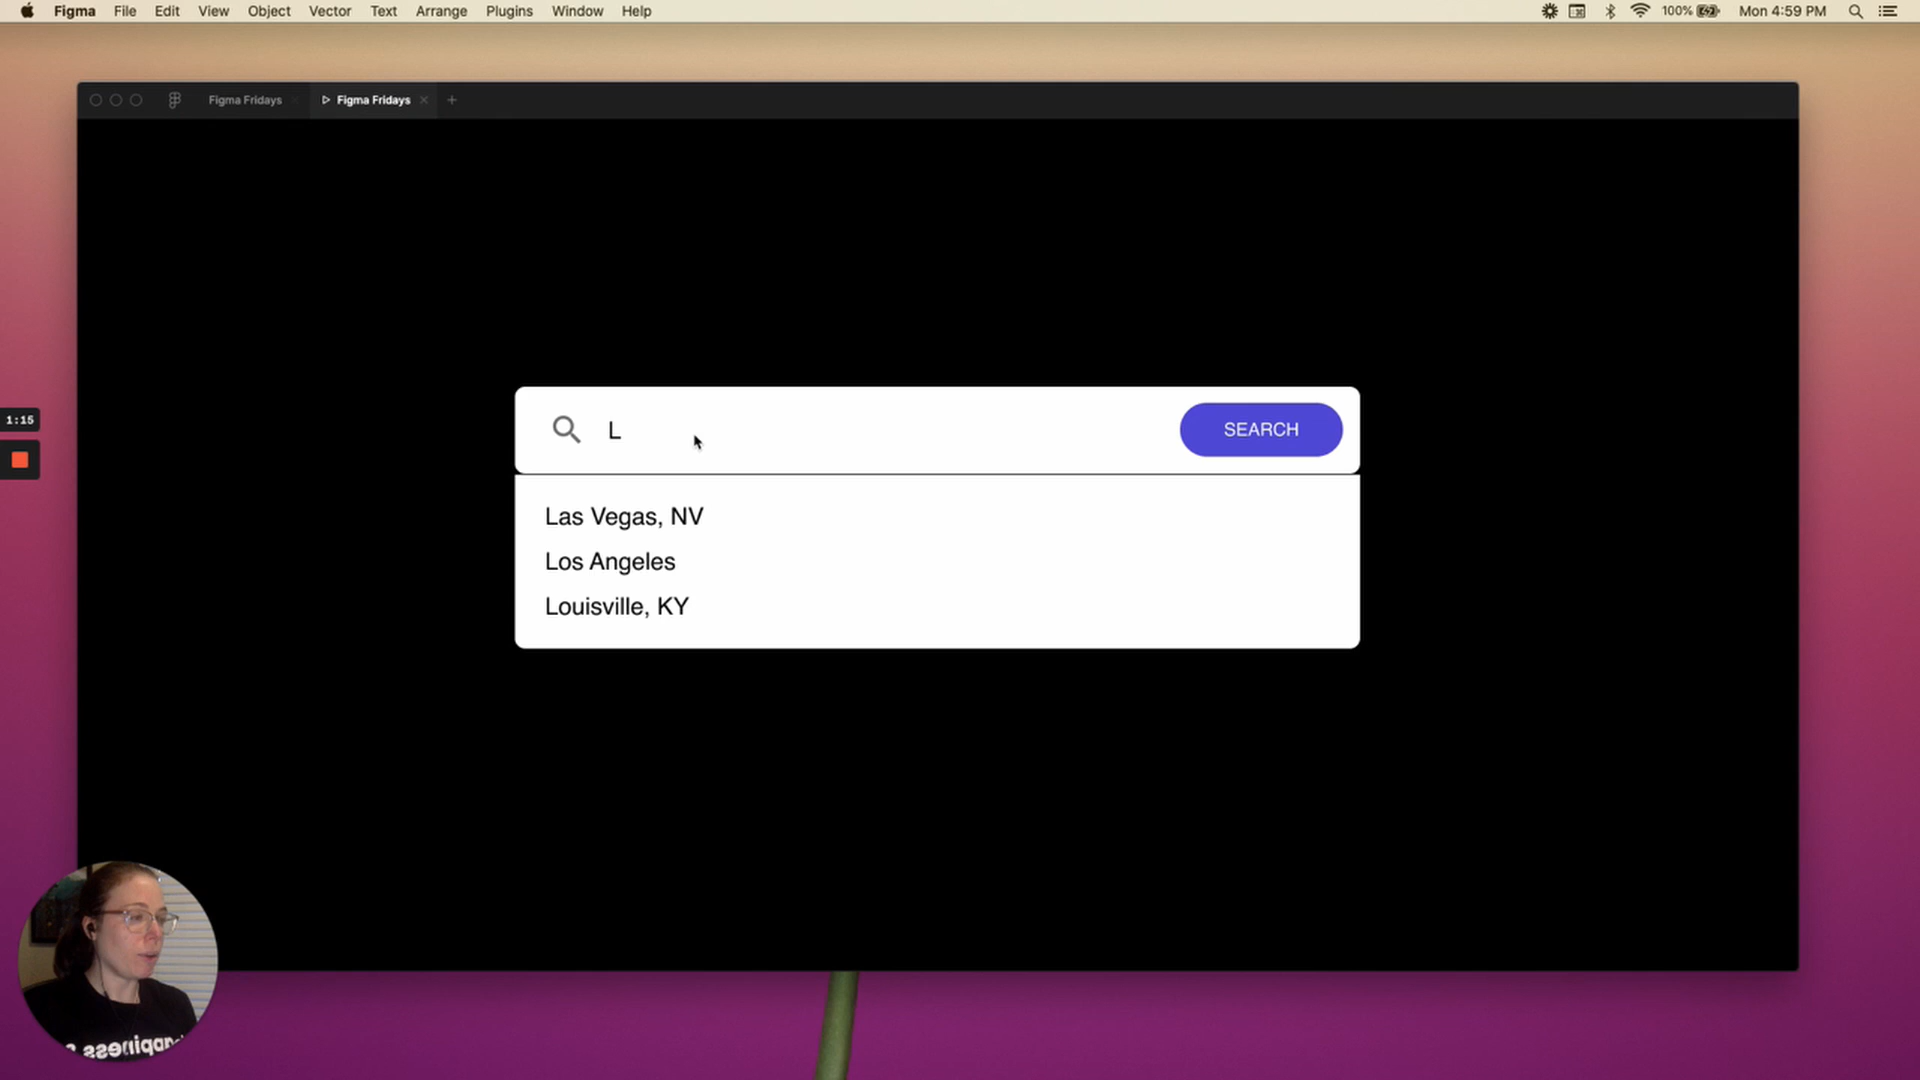 Figma File Edit View Object Vector Text Arrange Plugins Window Help 100% Mon 4:59 PM
Figma Fridays Figma Fridays
1:15
L SEARCH
Las Vegas, NV
Los Angeles
Louisville, KY